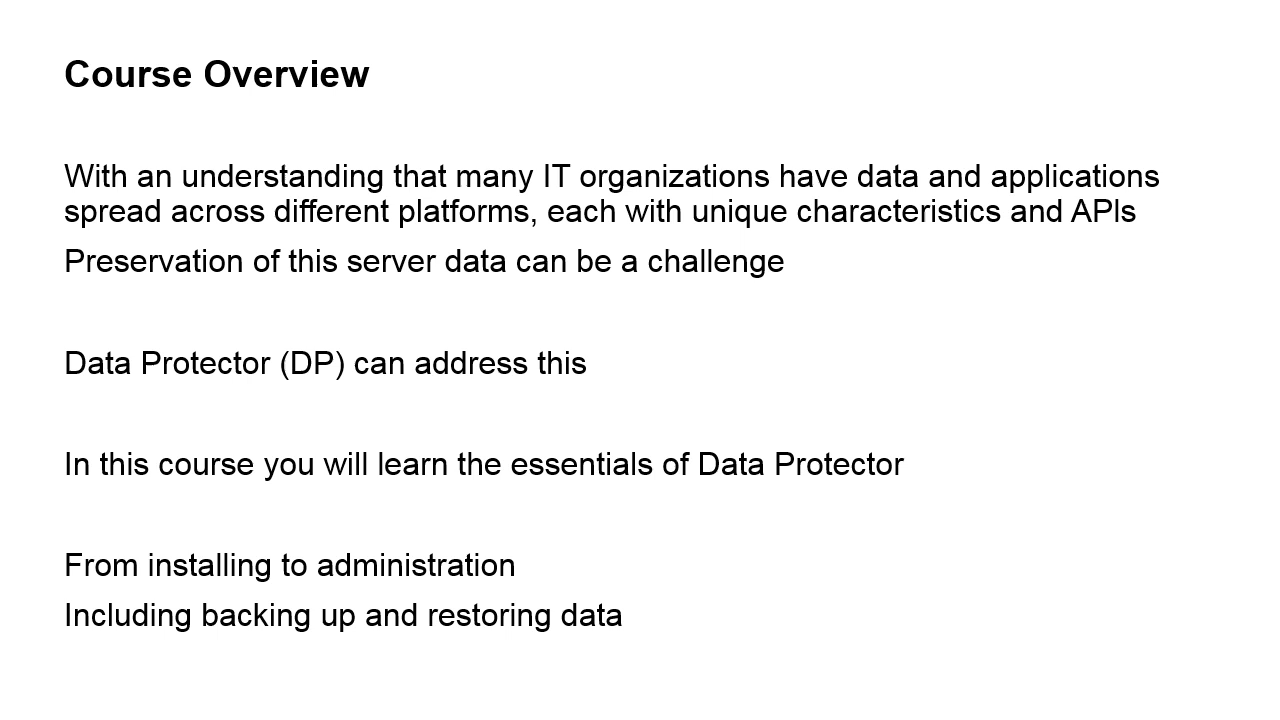 Course Overview
With an understanding that many IT organizations have data and applications
spread across different platforms, each with unique characteristics and APIs
Preservation of this server data can be a challenge
Data Protector (DP) can address this
In this course you will learn the essentials of Data Protector
From installing to administration
Including backing up and restoring data